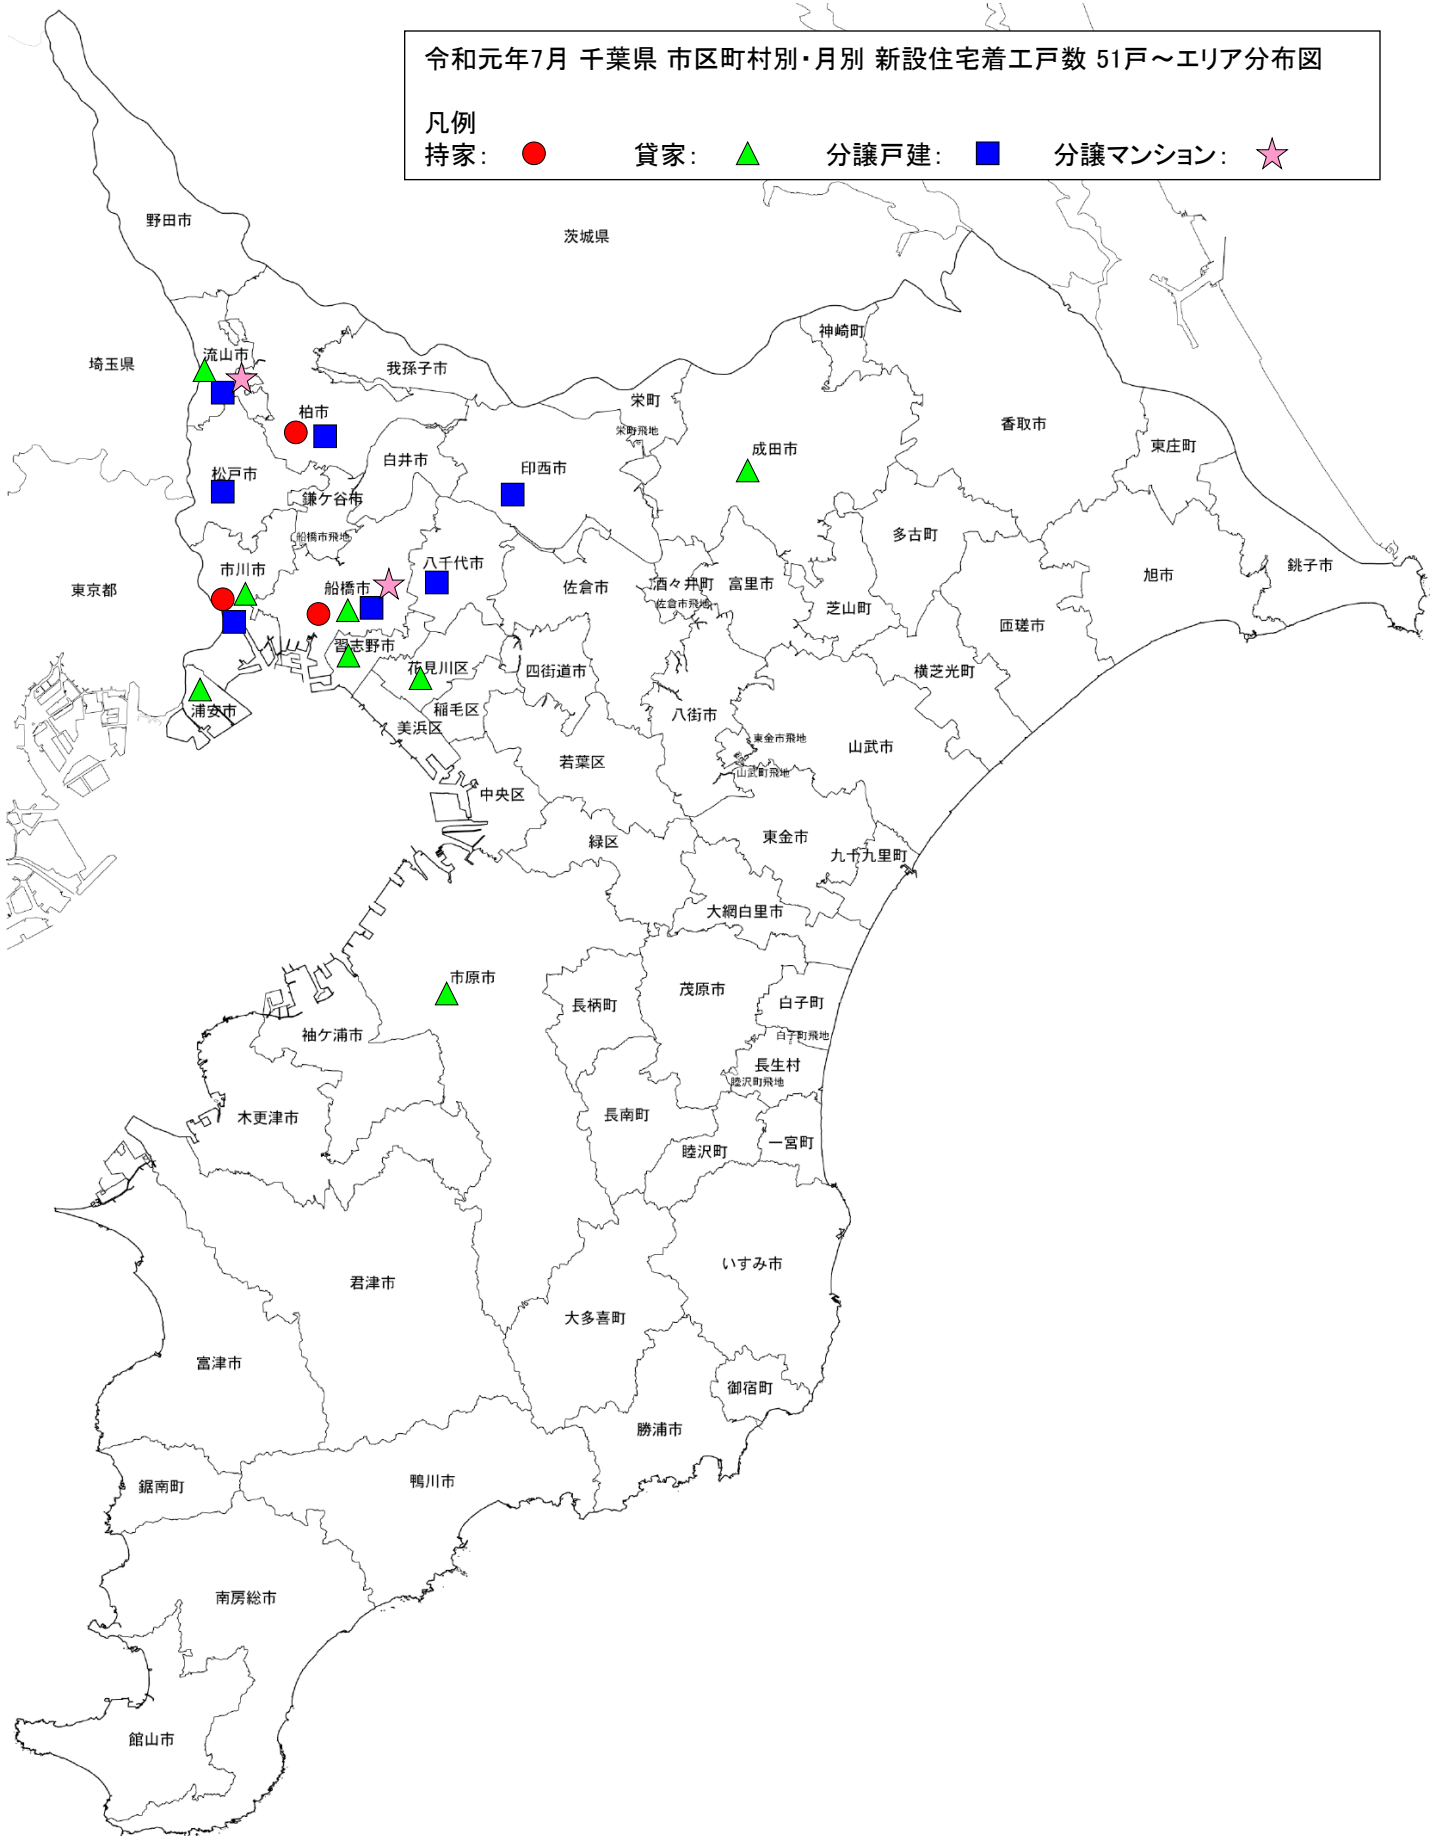 令和元年7月 千葉県 市区町村別・月別 新設住宅着工戸数 51戸～エリア分布図
凡例
持家： 貸家： 分譲戸建： 分譲マンション：
野田市
茨城県
神崎町
流山市
埼玉県
我孫子市
栄町
柏市
香取市
栄町飛地
東庄町
成田市
白井市
印西市
松戸市
鎌ケ谷市
多古町
船橋市飛地
八千代市
銚子市
市川市
旭市
酒々井町
富里市
船橋市
佐倉市
東京都
佐倉市飛地
芝山町
匝瑳市
習志野市
花見川区
四街道市
横芝光町
稲毛区
浦安市
八街市
美浜区
東金市飛地
山武市
若葉区
山武町飛地
中央区
東金市
緑区
九十九里町
大網白里市
市原市
茂原市
長柄町
白子町
袖ケ浦市
白子町飛地
長生村
睦沢町飛地
長南町
木更津市
一宮町
睦沢町
いすみ市
君津市
大多喜町
富津市
御宿町
勝浦市
鴨川市
鋸南町
南房総市
館山市